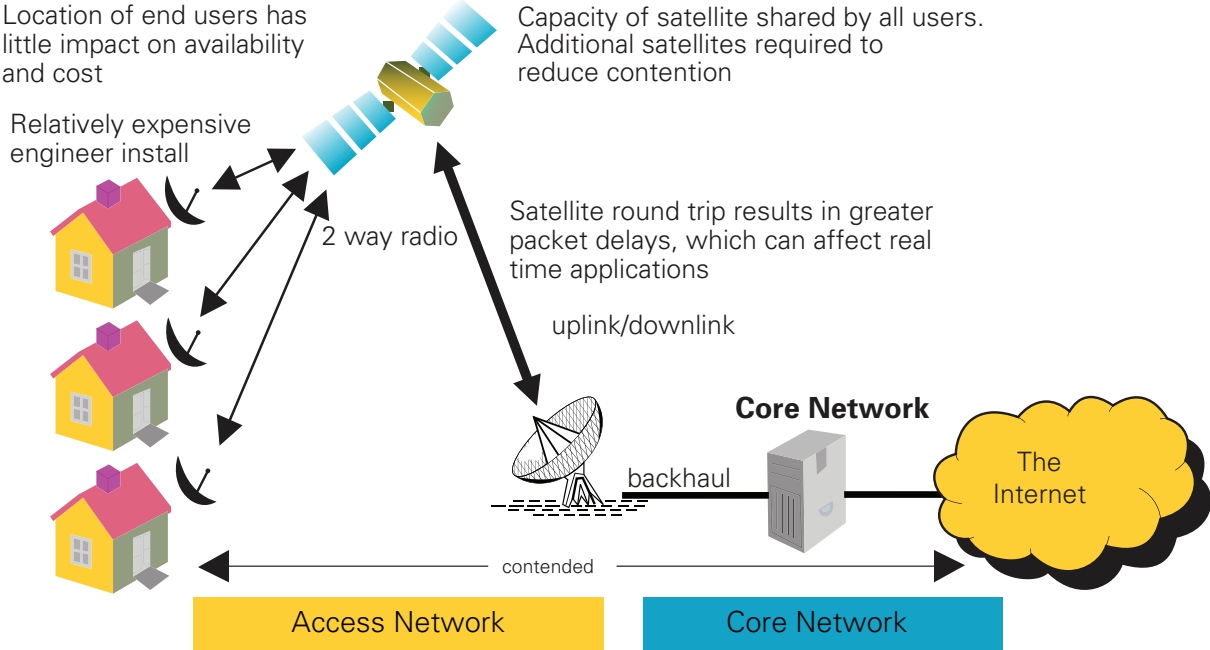 Location of end users has
little impact on availability
and cost
Capacity of satellite shared by all users.
Additional satellites required to
reduce contention
Relatively expensive
engineer install
2 way radio
Satellite round trip results in greater
packet delays, which can affect real
time applications
uplink/downlink
Core Network
backhaul
The
Internet
contended
Access Network
Core Network